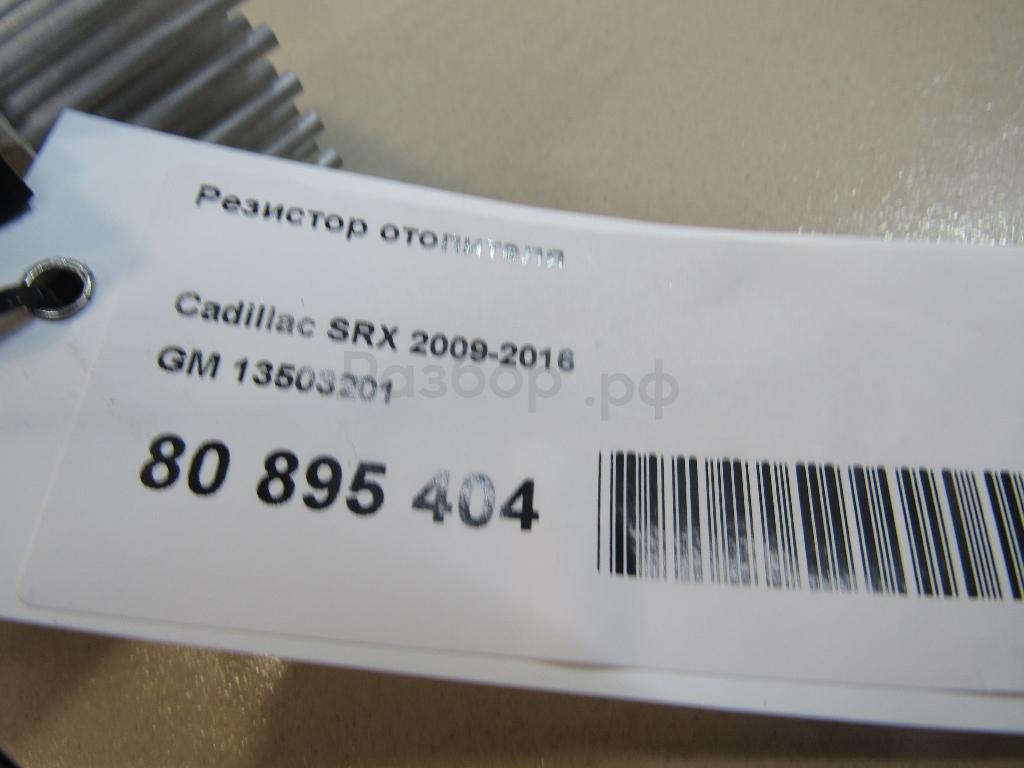 Резистор отопителя
Cadillac SRX 2009-2016
GM 13503201
Разбор.рф
80 895 404